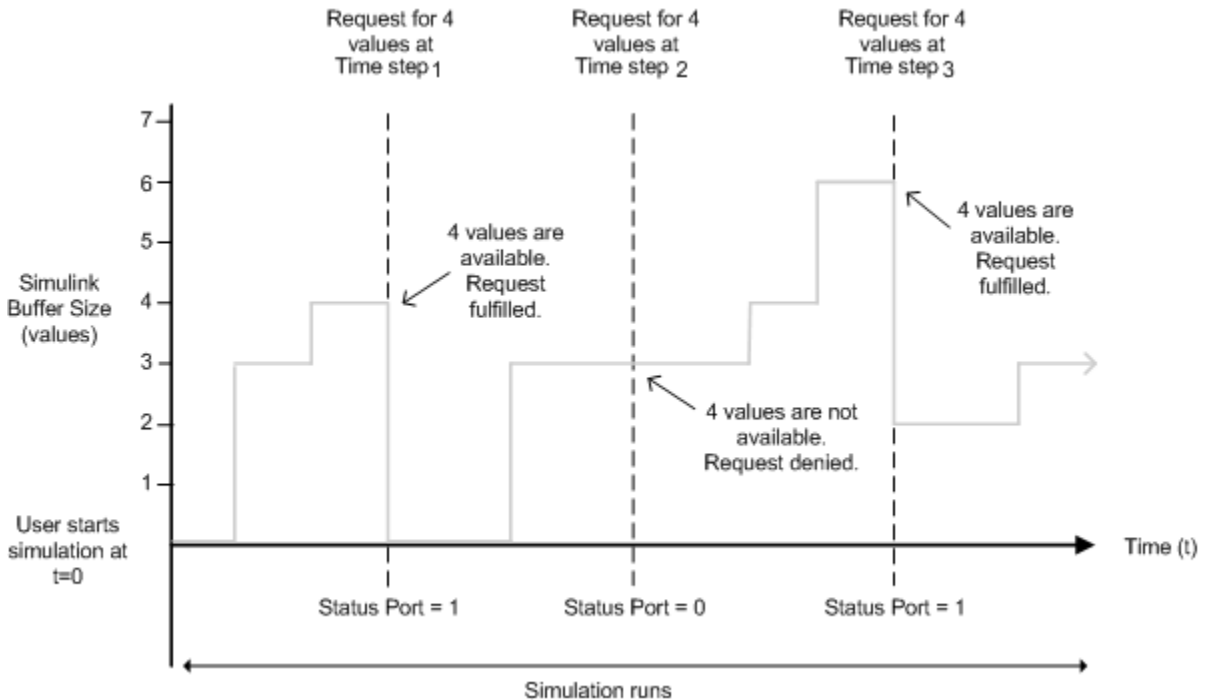 Request for 4
values at
Time step 1
Request for 4
values at
Time step 2
Request for 4
values at
Time step 3
7
6
5
4
3
2
1
Simulink
Buffer Size
(values)
4 values are
available.
Request
fulfilled.
4 values are not
available.
Request denied.
4 values are
available.
Request
fulfilled.
User starts
simulation at
t=0
Time (t)
Status Port = 1
Status Port = 0
Status Port = 1
Simulation runs